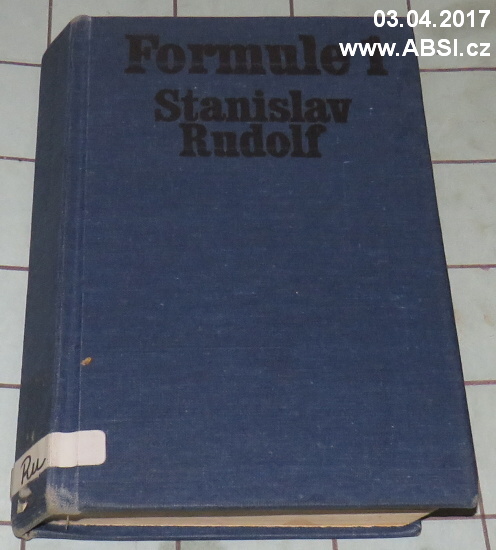 03.04.2017
www.ABSI.cz
Formule 1
Stanislav
Rudolf
Ru